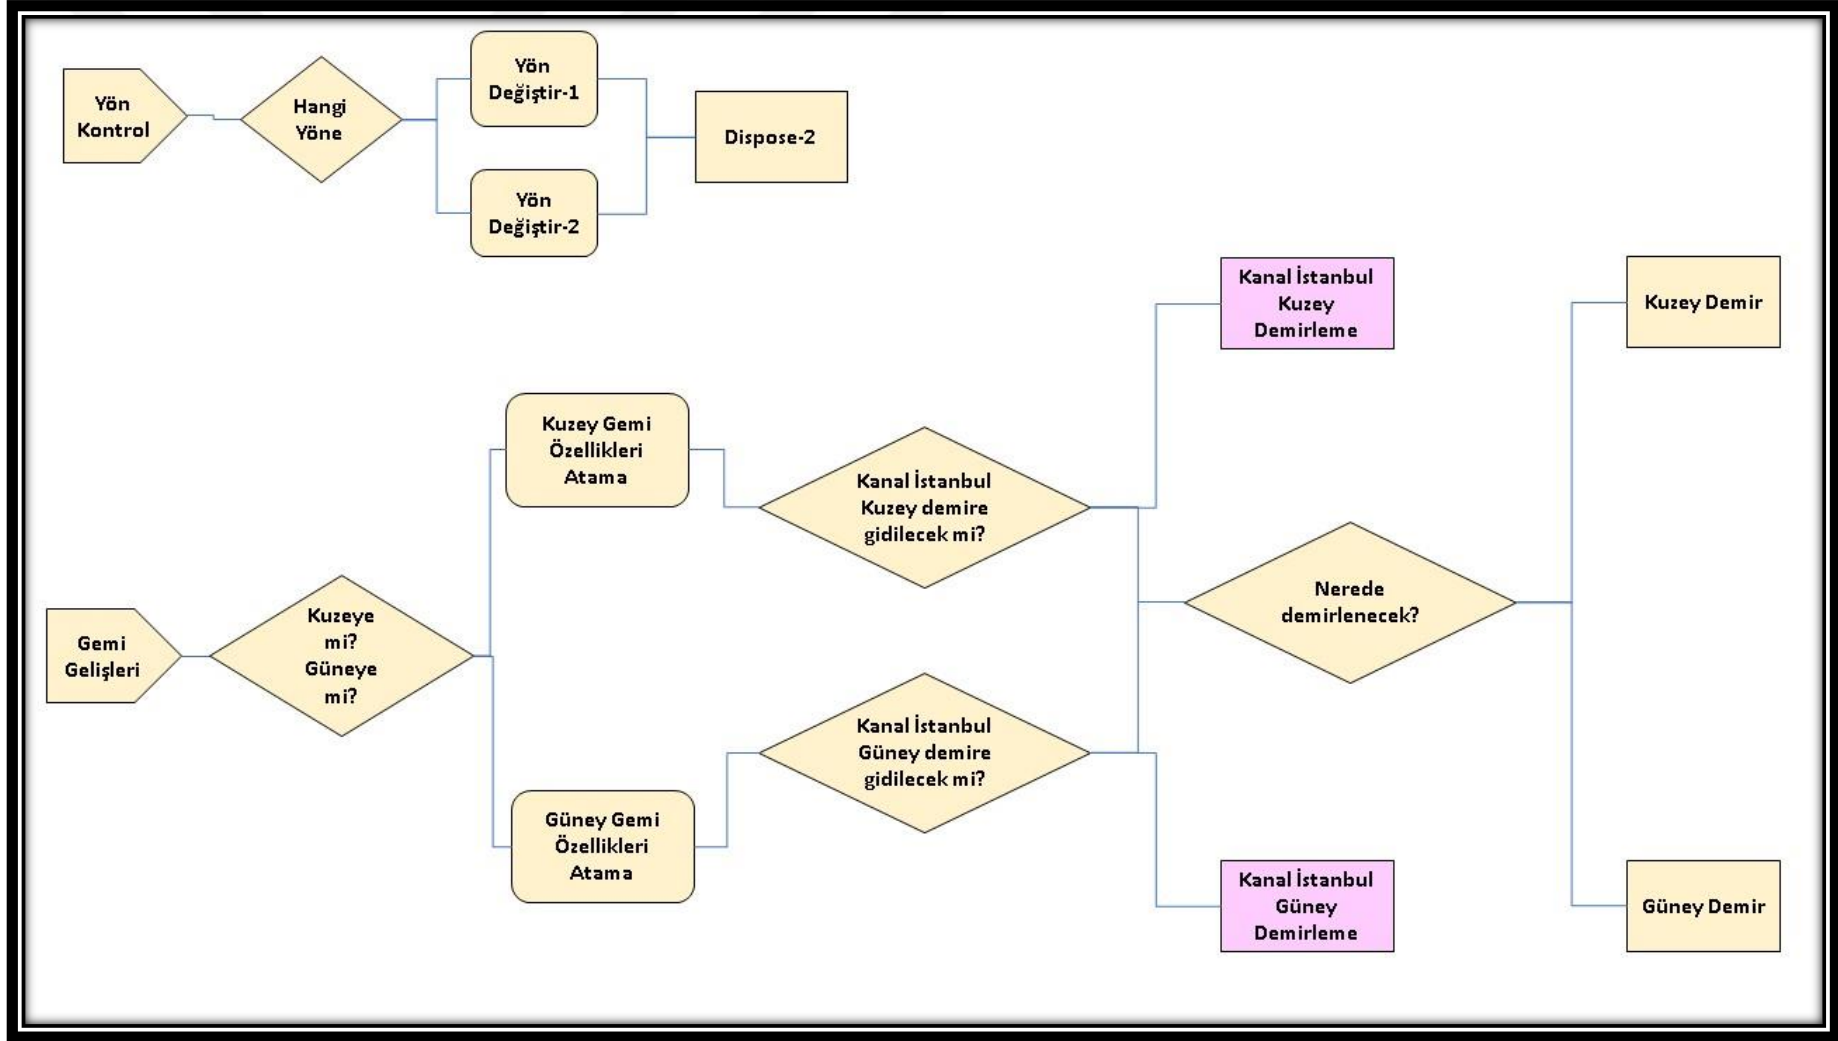 Yön
Kontrol
Hangi
Yöne
Yön
Değiştir-1
Yön
Değiştir-2
Dispose-2
Gemi
Gelişleri
Kuzeye
mi?
Güneye
mi?
Kuzey Gemi
Özellikleri
Atama
Güney Gemi
Özellikleri
Atama
Kanal İstanbul
Kuzey demire
gidilecek mi?
Kanal İstanbul
Güney demire
gidilecek mi?
Kanal İstanbul
Kuzey
Demirleme
Kanal İstanbul
Güney
Demirleme
Nerede
demirlenecek?
Kuzey Demir
Güney Demir